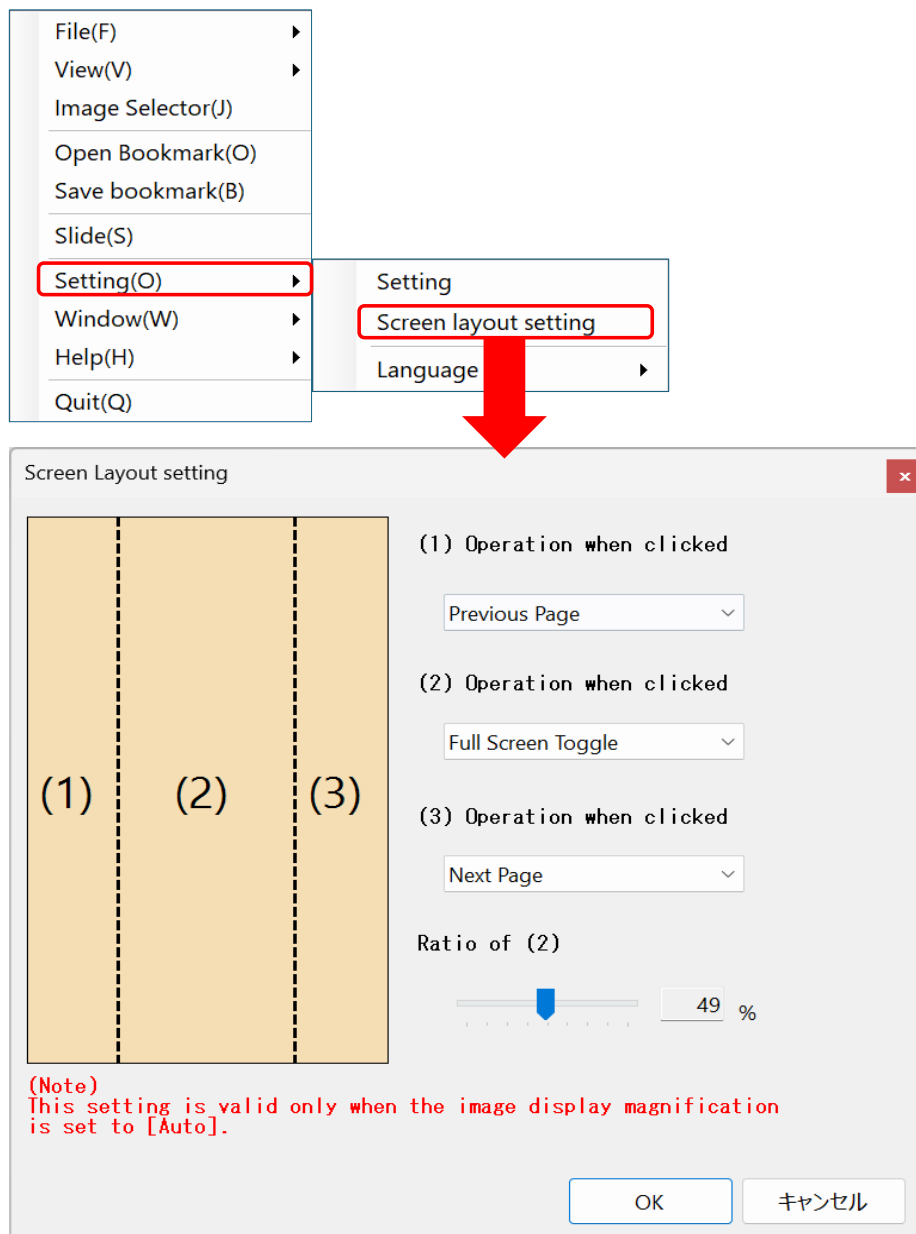 File(F)
View(V)
Image Selector(J)
Open Bookmark(O)
Save bookmark(B)
Slide(S)
Setting(O)
Window(W)
Help(H)
Quit(Q)
Setting
Screen layout setting
Language
Screen Layout setting
(1)
(2)
(3)
(1) Operation when clicked
Previous Page
(2) Operation when clicked
Full Screen Toggle
(3) Operation when clicked
Next Page
Ratio of (2)
49 %
(Note)
This setting is valid only when the image display magnification
is set to [Auto].
OK
キャンセル